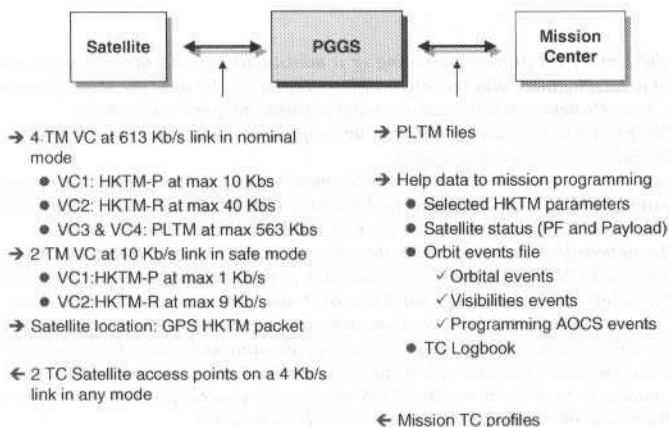 Satellite
PGGS
Mission
Center
→ 4 TM VC at 613 Kb/s link in nominal
mode
● VC1: HKTM-P at max 10 Kbs
● VC2: HKTM-R at max 40 Kbs
● VC3 & VC4: PLTM at max 563 Kbs
→ 2 TM VC at 10 Kb/s link in safe mode
● VC1:HKTM-P at max 1 Kb/s
● VC2:HKTM-R at max 9 Kb/s
→ Satellite location: GPS HKTM packet
← 2 TC Satellite access points on a 4 Kb/s
link in any mode
→ PLTM files
→ Help data to mission programming
● Selected HKTM parameters
● Satellite status (PF and Payload)
● Orbit events file
✓ Orbital events
✓ Visibilities events
✓ Programming AOCS events
● TC Logbook
← Mission TC profiles